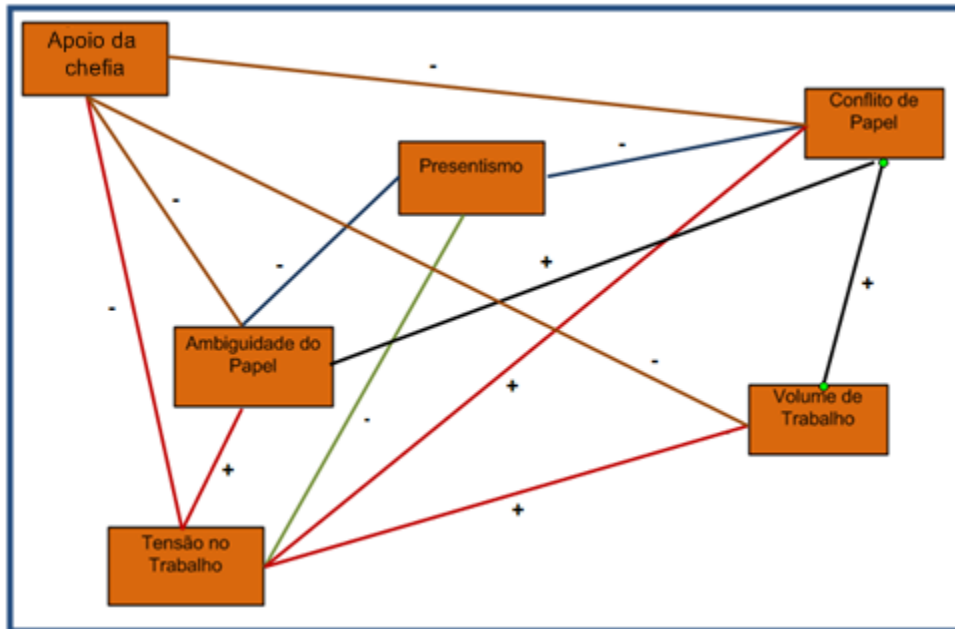 Apoio da
chefia
-
Conflito de
Papel
-
Presentismo
-
+
-
+
-
Ambiguidade do
Papel
-
+
-
Volume de
Trabalho
+
+
Tensão no
Trabalho